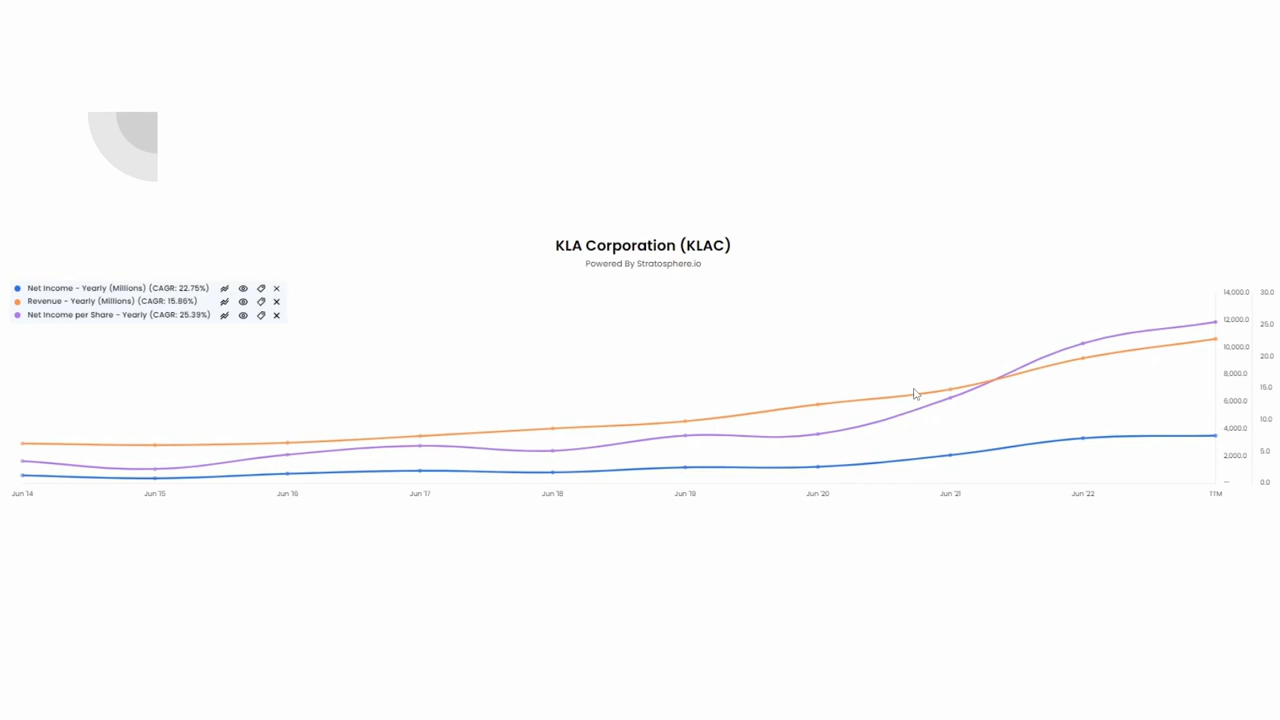 KLA Corporation (KLAC)
Powered By Stratosphere.io
Net Income - Yearly (Millions) (CAGR: 22.75%)
Revenue - Yearly (Millions) (CAGR: 15.86%)
Net Income per Share - Yearly (CAGR: 25.39%)
14,000.0 30.0
12,000.0 25.0
10,000.0 20.0
8,000.0 15.0
6,000.0 10.0
4,000.0 5.0
2,000.0
-- 0.0
Jun '14 Jun '15 Jun '16 Jun '17 Jun '18 Jun '19 Jun '20 Jun '21 Jun '22 TTM